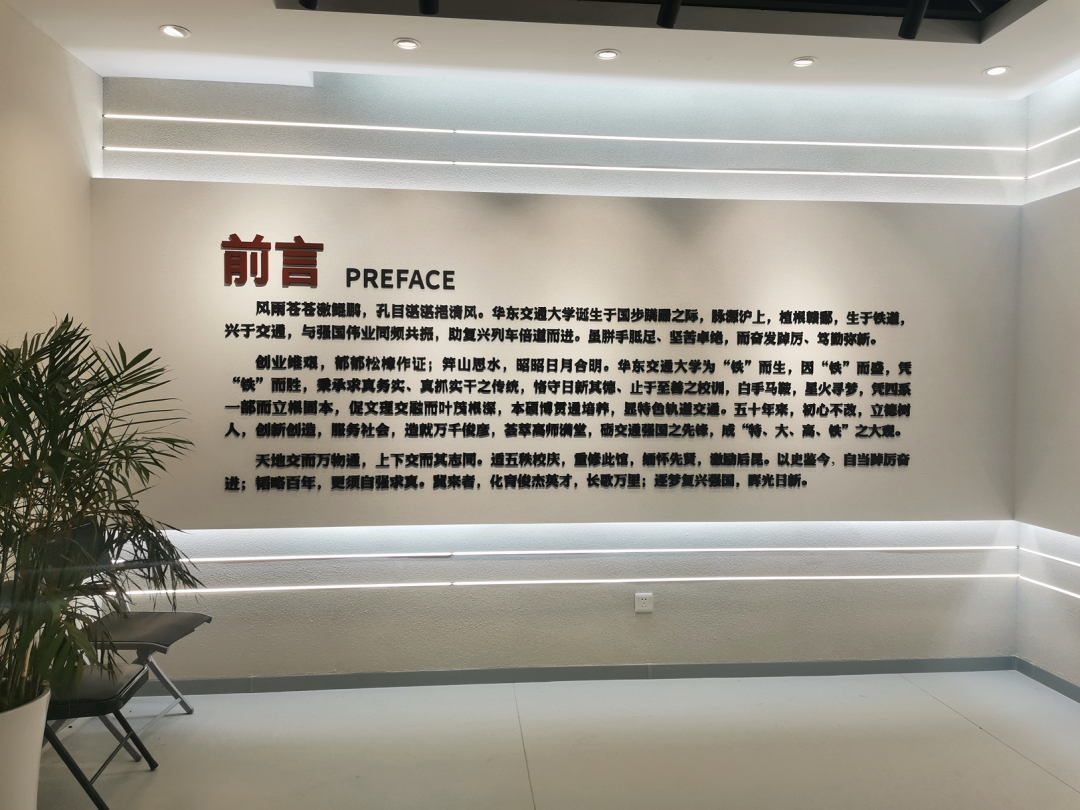 前言 PREFACE
风雨苍苍激鲲鹏，孔目湛湛挹清风。华东交通大学诞生于国步蹒跚之际，脉源沪上，植根赣鄱，生于铁道，
兴于交通，与强国伟业同频共振，助复兴列车倍道而进。虽胼手胝足、坚苦卓绝，而奋发踔厉、笃勤弥新。
创业维艰，郁郁松樟作证；笄山思水，昭昭日月合明。华东交通大学为“铁”而生，因“铁”而盛，凭
“铁”而胜，秉承求真务实、真抓实干之传统，恪守日新其德、止于至善之校训，白手马鞍，星火寻梦，凭四系
一部而立根固本，促文理交融而叶茂根深，本硕博贯通培养，显特色轨道交通。五十年来，初心不改，立德树
人，创新创造，服务社会，造就万千俊彦，荟萃高师满堂，砺交通强国之先锋，成“特、大、高、铁”之大观。
天地交而万物通，上下交而其志同。适五秩校庆，重修此馆，缅怀先贤，激励后昆。以史鉴今，自当踔厉奋
进；韬略百年，更须自强求真。冀来者，化育俊杰英才，长歌万里；逐梦复兴强国，晖光日新。